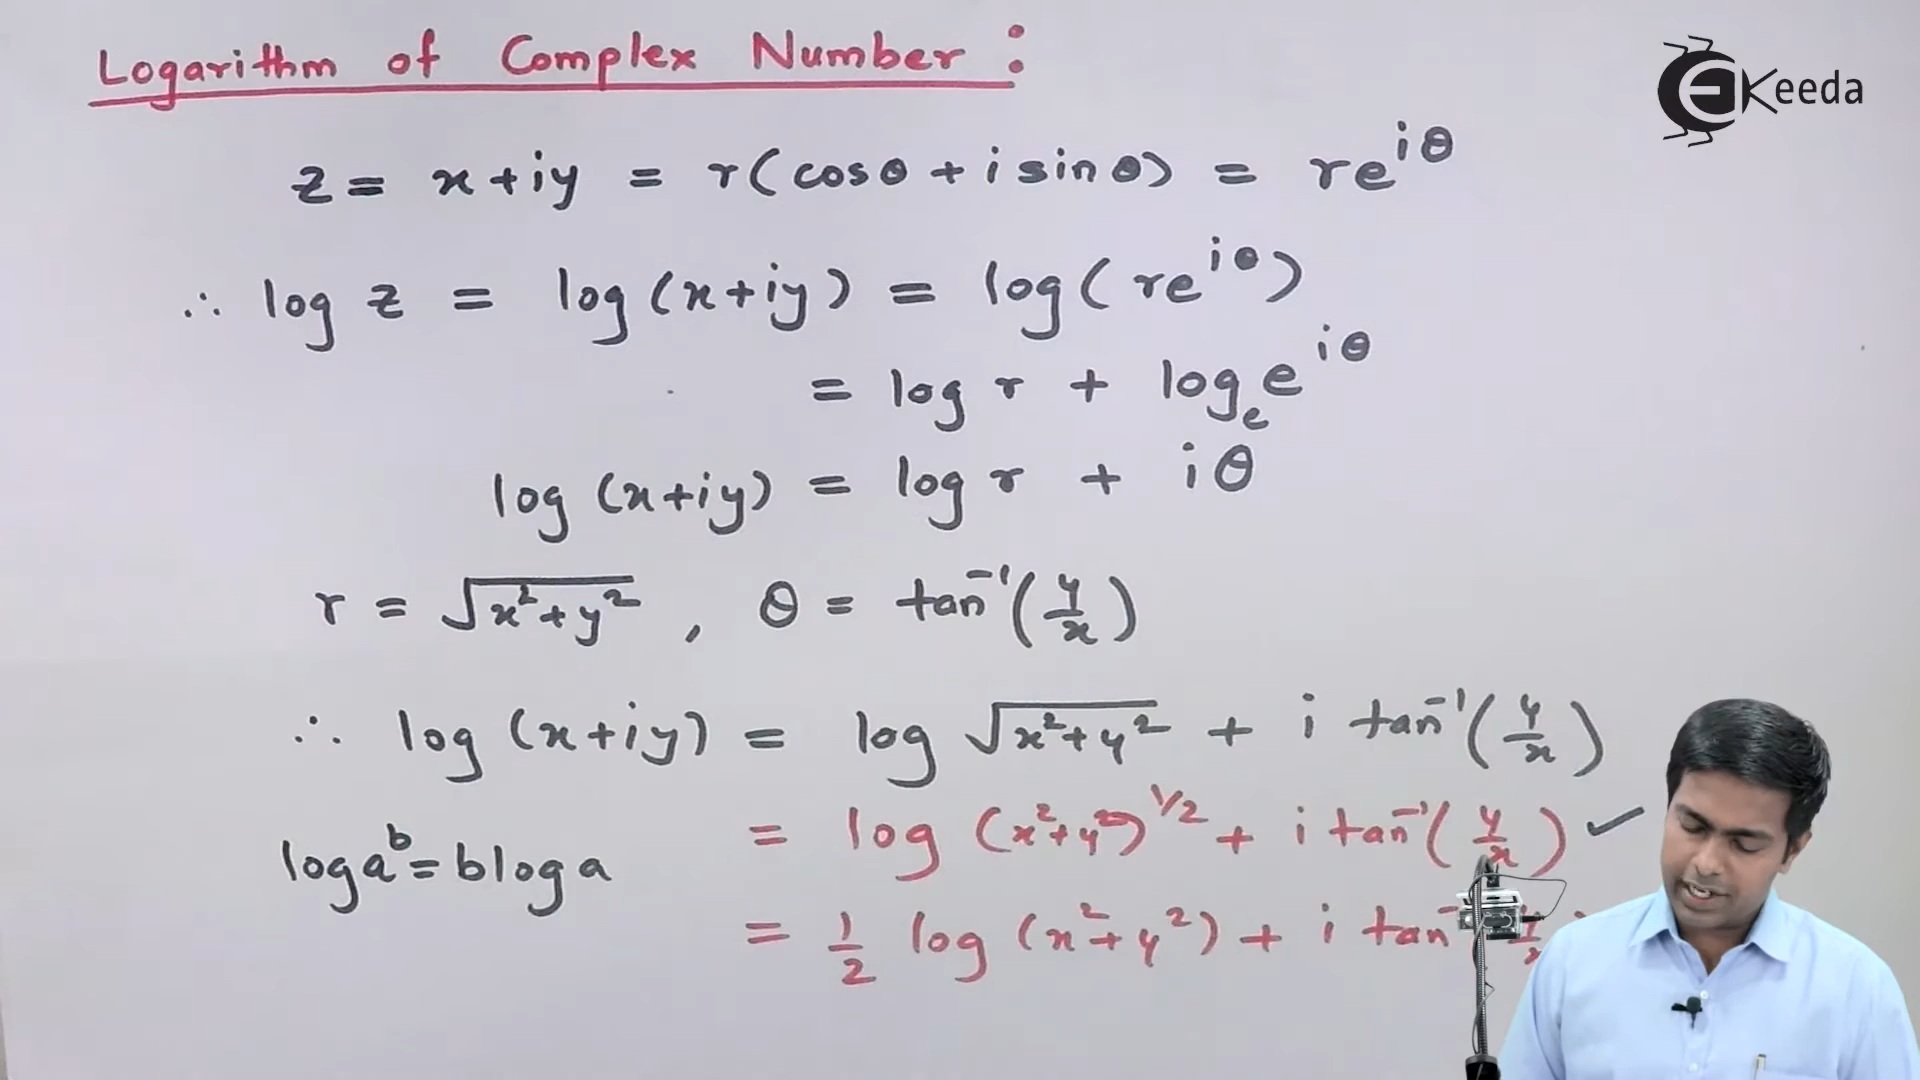 Logarithm of Complex Number :
EKeeda
z = x+iy = r(cosθ + i sinθ) = re^{iθ}
∴ log z = log(x+iy) = log(re^{iθ})
= log r + log_e e^{iθ}
log (x+iy) = log r + iθ
r = √(x²+y²) , θ = tan⁻¹(y/x)
∴ log (x+iy) = log √(x²+y²) + i tan⁻¹(y/x)
= log (x²+y²)^{1/2} + i tan⁻¹(y/x) ✓
log a^b = b log a
= 1/2 log (x²+y²) + i tan⁻